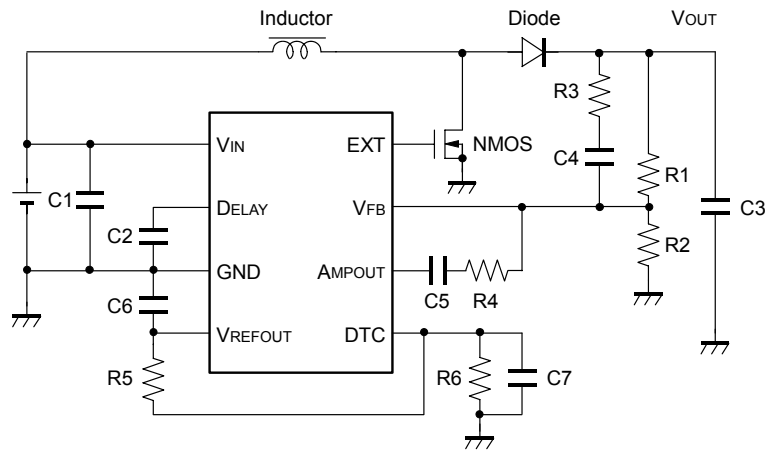 Inductor
Diode
VOUT
R3
VIN
EXT
NMOS
C4
C1
R1
DELAY
VFB
C3
C2
R2
GND
AMPOUT
C6
C5
R4
VREFOUT
DTC
R5
R6
C7